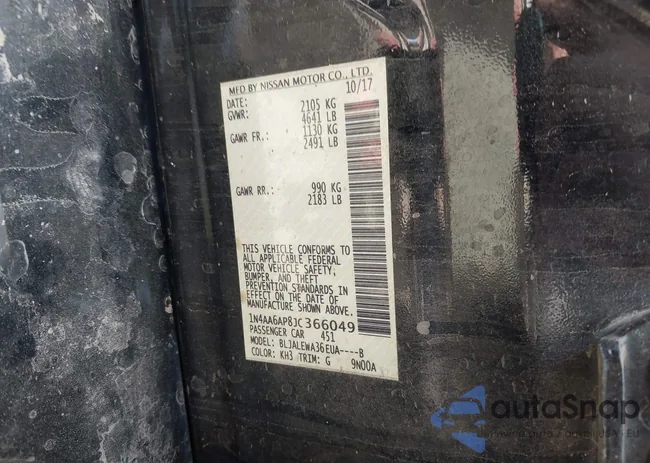 MFD BY NISSAN MOTOR CO., LTD.
DATE: 10/17
GVWR: 2105 KG
4641 LB
GAWR FR.: 1130 KG
2491 LB
GAWR RR.: 990 KG
2183 LB
THIS VEHICLE CONFORMS TO
ALL APPLICABLE FEDERAL
MOTOR VEHICLE SAFETY,
BUMPER, AND THEFT
PREVENTION STANDARDS IN
EFFECT ON THE DATE OF
MANUFACTURE SHOWN ABOVE.
1N4AA6AP8JC366049
PASSENGER CAR 451
MODEL: BLJALEWA36EUA----B
COLOR: KH3 TRIM: G 9N00A
autoSnap